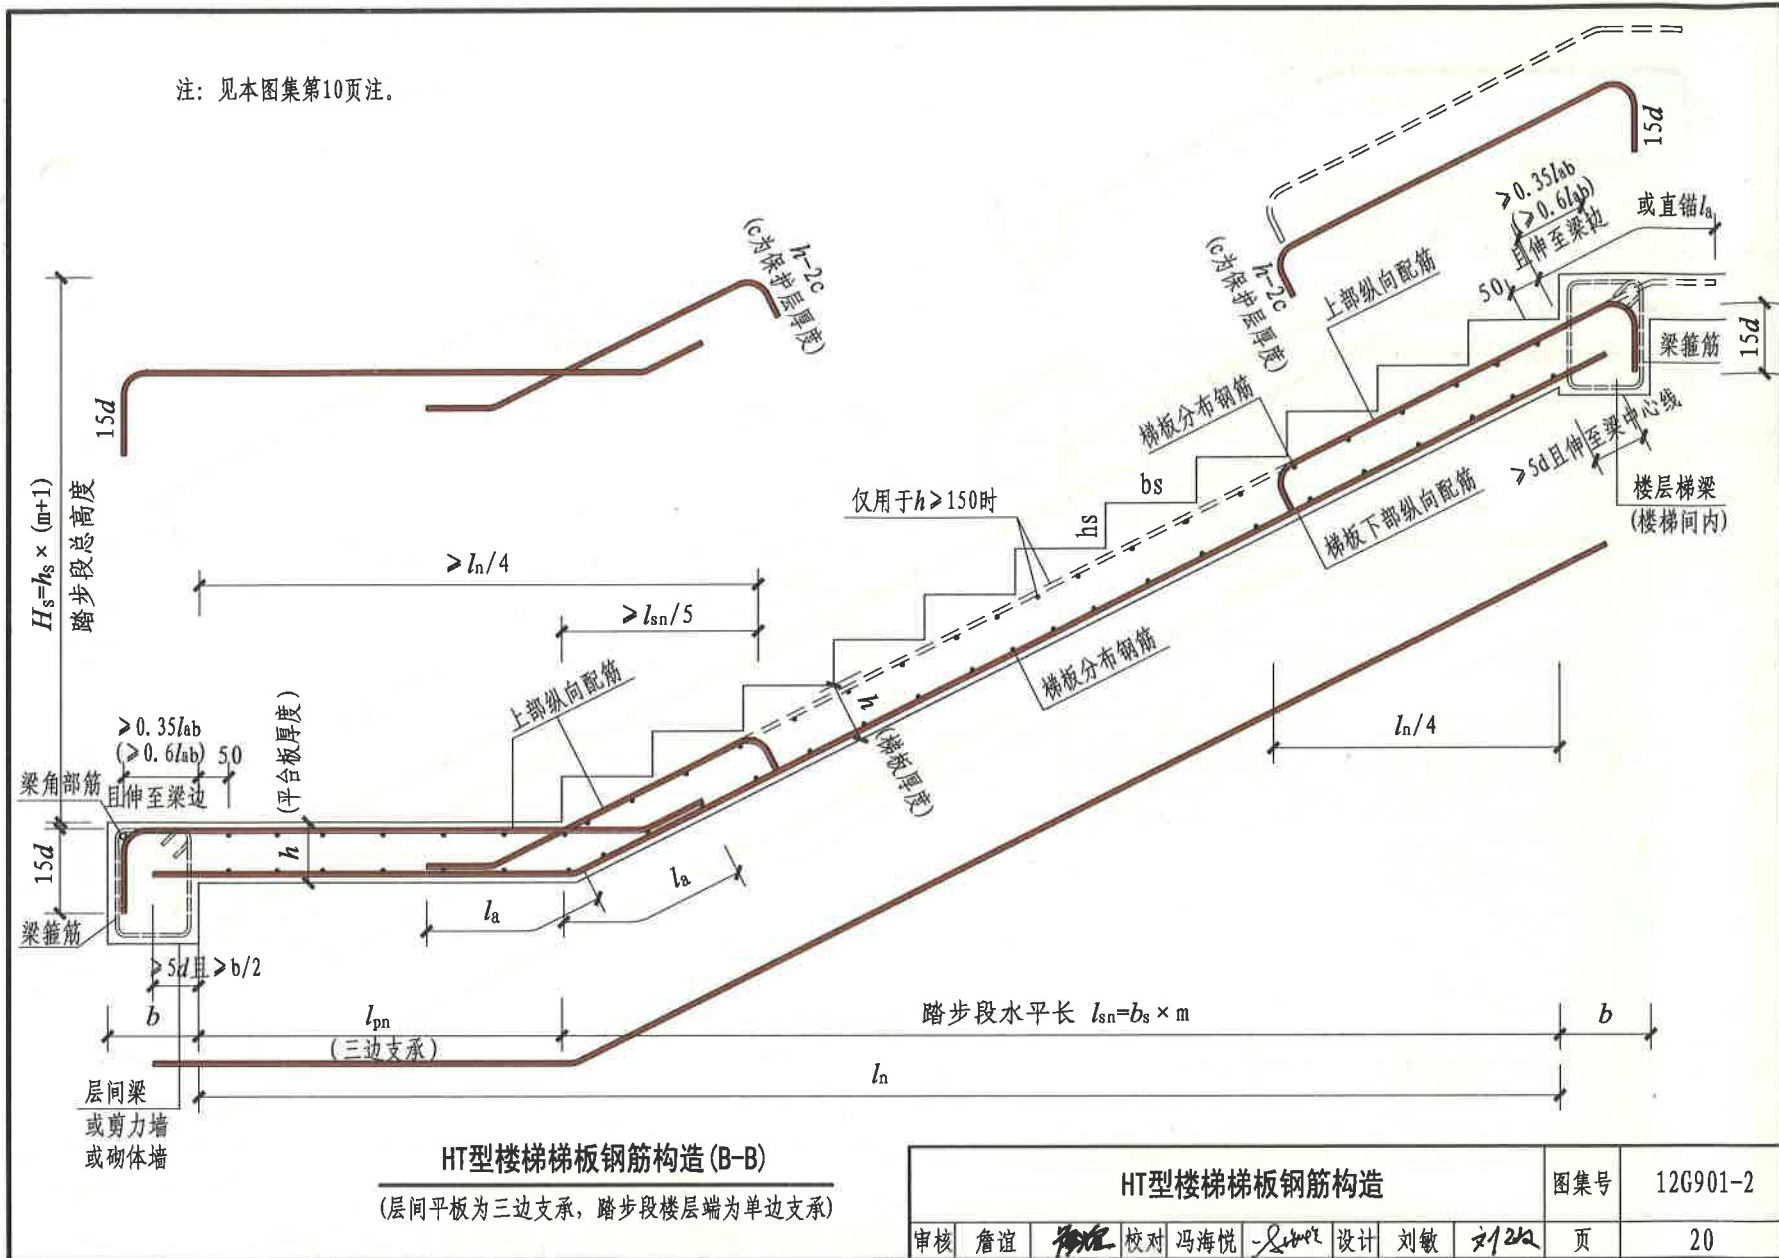 注：见本图集第10页注。
15d
≥0.35lab
(≥0.6lab)
且伸至梁边
或直锚la
h-2c
(c为保护层厚度)
h-2c
(c为保护层厚度)
上部纵向配筋
50
15d
梁箍筋
15d
梯板分布钢筋
≥5d且伸至梁中心线
Hs=hs×(m+1)
踏步段总高度
仅用于h≥150时
bs
hs
梯板下部纵向配筋
楼层梯梁
(楼梯间内)
≥ln/4
≥lsn/5
上部纵向配筋
梯板分布钢筋
h
(梯板厚度)
ln/4
≥0.35lab
(≥0.6lab)
50
且伸至梁边
梁角部筋
(平台板厚度)
h
15d
la
la
梁箍筋
≥5d且≥b/2
b
lpn
(三边支承)
踏步段水平长 lsn=bs×m
b
ln
层间梁
或剪力墙
或砌体墙
HT型楼梯梯板钢筋构造(B-B)
(层间平板为三边支承，踏步段楼层端为单边支承)
HT型楼梯梯板钢筋构造
图集号
12G901-2
审核 詹谊 校对 冯海悦 设计 刘敏 页 20